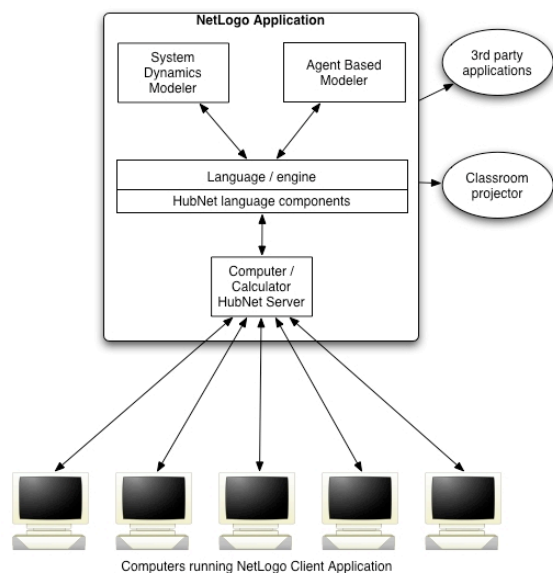 NetLogo Application
System
Dynamics
Modeler
Agent Based
Modeler
3rd party
applications
Language / engine
HubNet language components
Classroom
projector
Computer /
Calculator
HubNet Server
Computers running NetLogo Client Application